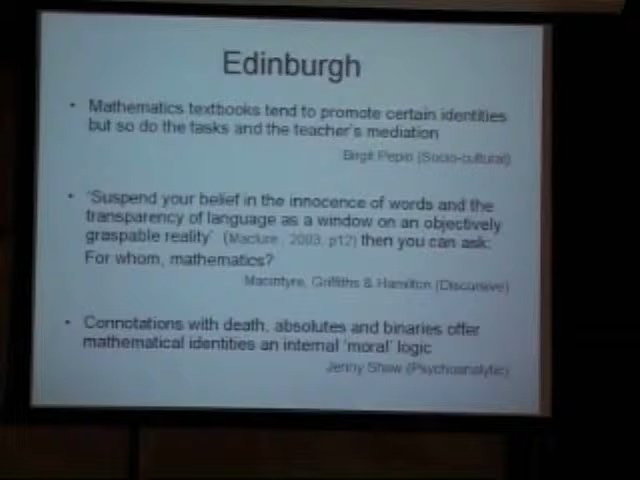 Edinburgh
• Mathematics textbooks tend to promote certain identities
but so do the tasks and the teacher's mediation
Birgit Pepin (Socio-cultural)
• 'Suspend your belief in the innocence of words and the
transparency of language as a window on an objectively
graspable reality' (Maclure, 2003, p12) then you can ask:
For whom, mathematics?
Macintyre, Griffiths & Hamilton (Discursive)
• Connotations with death, absolutes and binaries offer
mathematical identities an internal 'moral' logic
Jenny Shaw (Psychoanalytic)